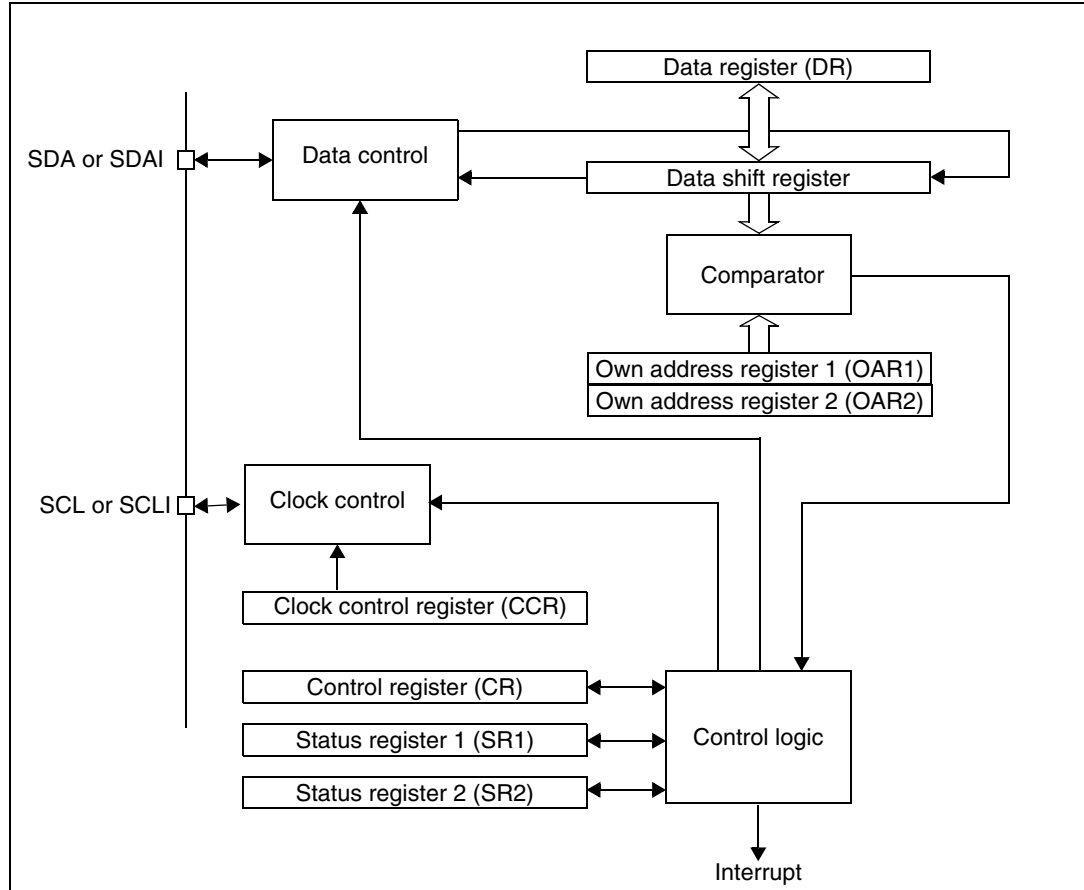 Data register (DR)
SDA or SDAI
Data control
Data shift register
Comparator
Own address register 1 (OAR1)
Own address register 2 (OAR2)
SCL or SCLI
Clock control
Clock control register (CCR)
Control register (CR)
Status register 1 (SR1)
Control logic
Status register 2 (SR2)
Interrupt